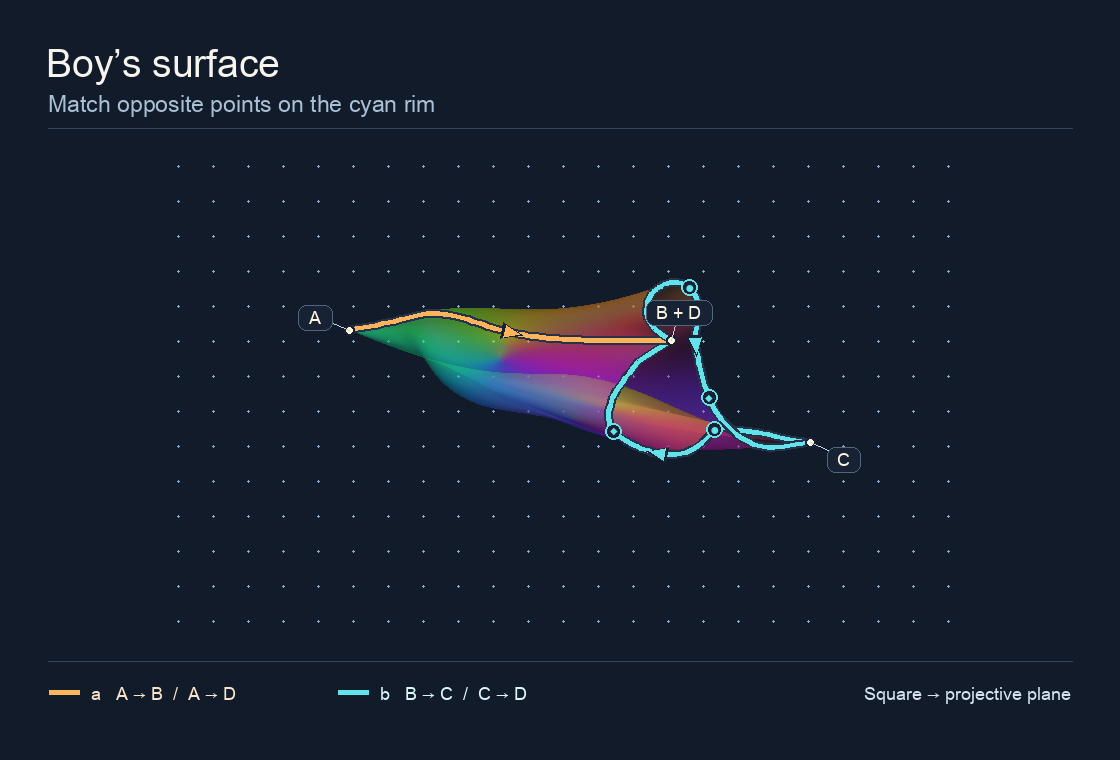 Boy’s surface
Match opposite points on the cyan rim
A
B + D
C
a A→B / A→D
b B→C / C→D
Square→projective plane